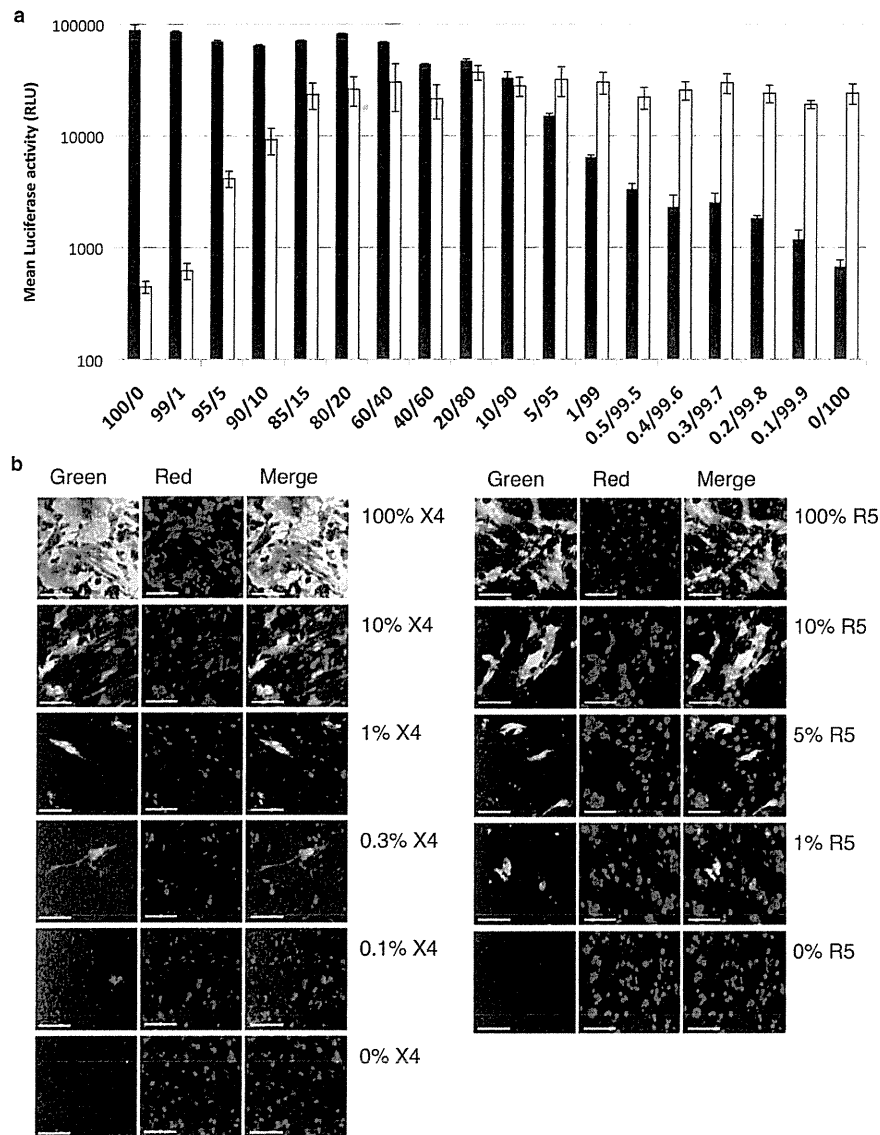 a
Mean Luciferase activity (RLU)
100000
10000
1000
100
100/0
99/1
95/5
90/10
85/15
80/20
60/40
40/60
20/80
10/90
5/95
1/99
0.5/99.5
0.4/99.6
0.3/99.7
0.2/99.8
0.1/99.9
0/100
b
Green Red Merge
100% X4
10% X4
1% X4
0.3% X4
0.1% X4
0% X4
Green Red Merge
100% R5
10% R5
5% R5
1% R5
0% R5